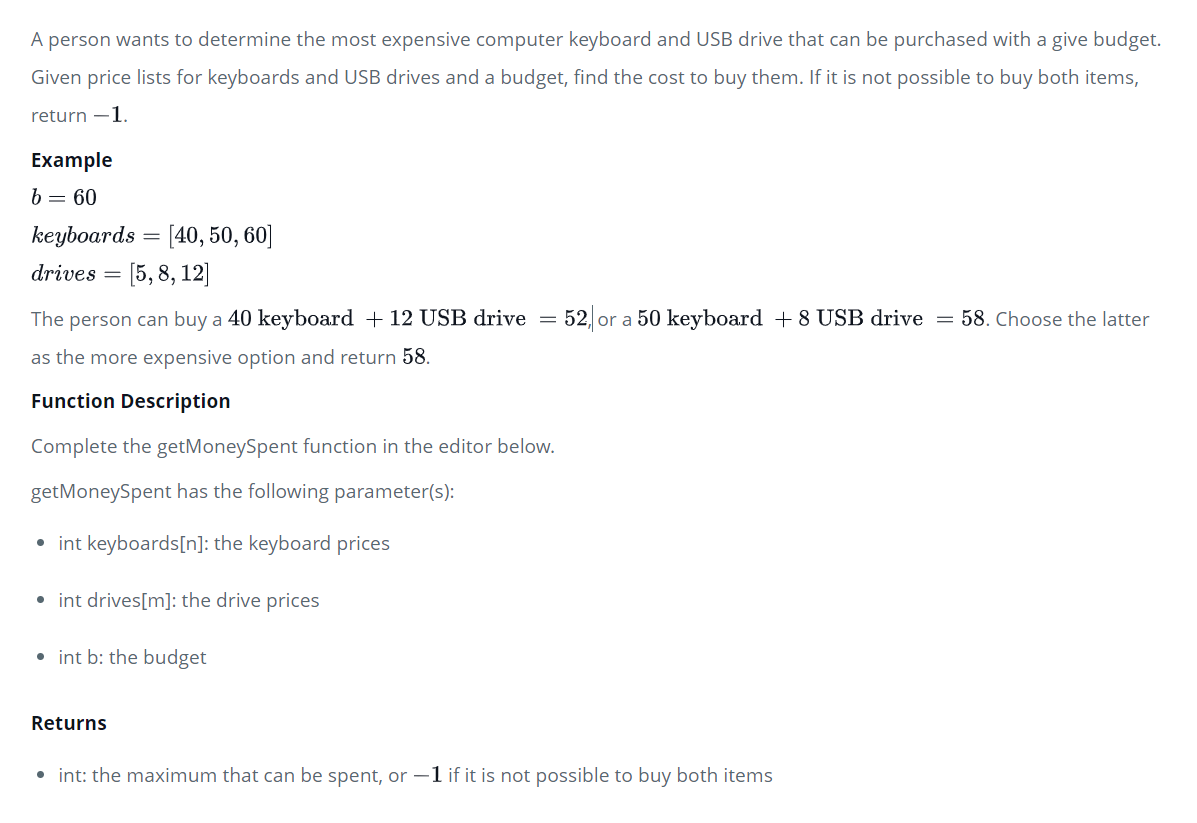 A person wants to determine the most expensive computer keyboard and USB drive that can be purchased with a give budget.
Given price lists for keyboards and USB drives and a budget, find the cost to buy them. If it is not possible to buy both items,
return −1.
Example
b = 60
keyboards = [40, 50, 60]
drives = [5, 8, 12]
The person can buy a 40 keyboard + 12 USB drive = 52, or a 50 keyboard + 8 USB drive = 58. Choose the latter
as the more expensive option and return 58.
Function Description
Complete the getMoneySpent function in the editor below.
getMoneySpent has the following parameter(s):
• int keyboards[n]: the keyboard prices
• int drives[m]: the drive prices
• int b: the budget
Returns
• int: the maximum that can be spent, or −1 if it is not possible to buy both items